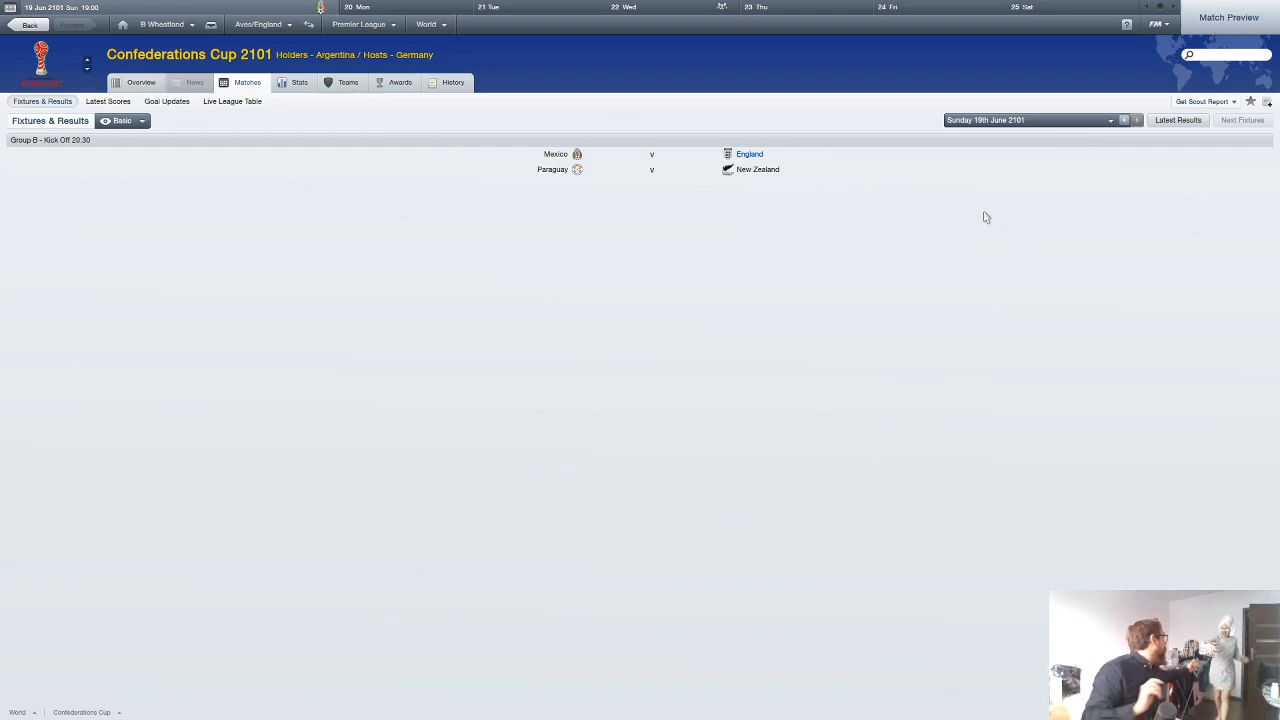 19 Jun 2101 Sun 19:00 20 Mon 21 Tue 22 Wed 23 Thu 24 Fri 25 Sat
Match Preview
Back Forward B Wheatland Aves/England Premier League World ? FM
Confederations Cup 2101 Holders - Argentina / Hosts - Germany
Overview News Matches Stats Teams Awards History
Fixtures & Results Latest Scores Goal Updates Live League Table Get Scout Report
Fixtures & Results Basic Sunday 19th June 2101 Latest Results Next Fixtures
Group B - Kick Off 20:30
Mexico v England
Paraguay v New Zealand
World Confederations Cup